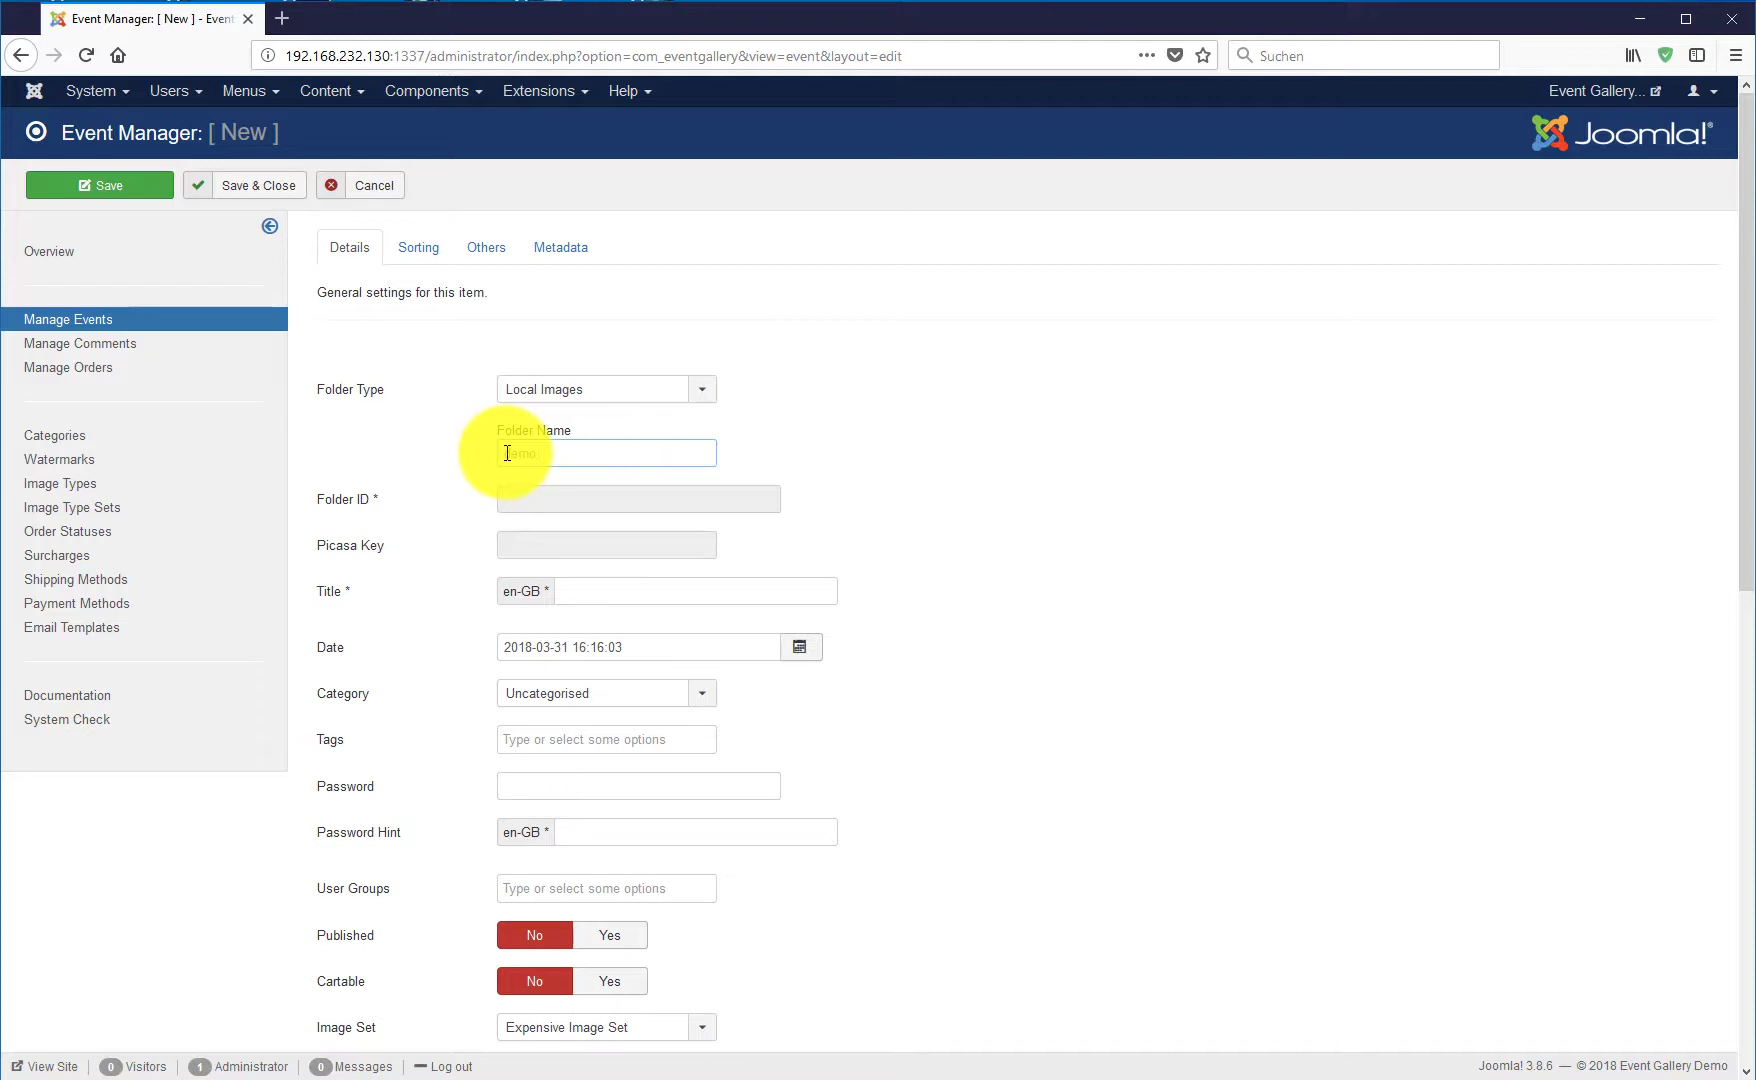 Event Manager: [ New ] - Event
192.168.232.130:1337/administrator/index.php?option=com_eventgallery&view=event&layout=edit
Suchen
System Users Menus Content Components Extensions Help Event Gallery...
Event Manager: [ New ]
Joomla!®
Save Save & Close Cancel
Overview
Manage Events
Manage Comments
Manage Orders
Categories
Watermarks
Image Types
Image Type Sets
Order Statuses
Surcharges
Shipping Methods
Payment Methods
Email Templates
Documentation
System Check
Details Sorting Others Metadata
General settings for this item.
Folder Type Local Images
Folder Name
demo
Folder ID *
Picasa Key
Title * en-GB *
Date 2018-03-31 16:16:03
Category Uncategorised
Tags Type or select some options
Password
Password Hint en-GB *
User Groups Type or select some options
Published No Yes
Cartable No Yes
Image Set Expensive Image Set
View Site 0 Visitors 1 Administrator 0 Messages Log out Joomla! 3.8.6 — © 2018 Event Gallery Demo